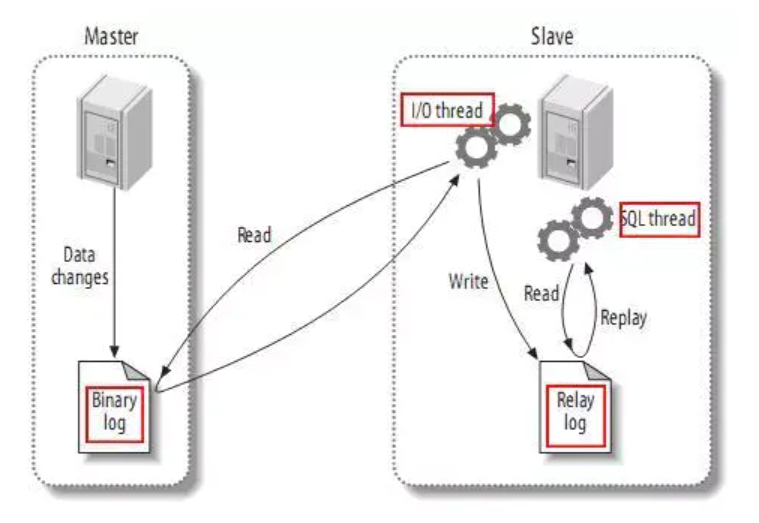 Master
Slave
I/O thread
SQL thread
Read
Data
changes
Write
Read
Replay
Binary
log
Relay
log